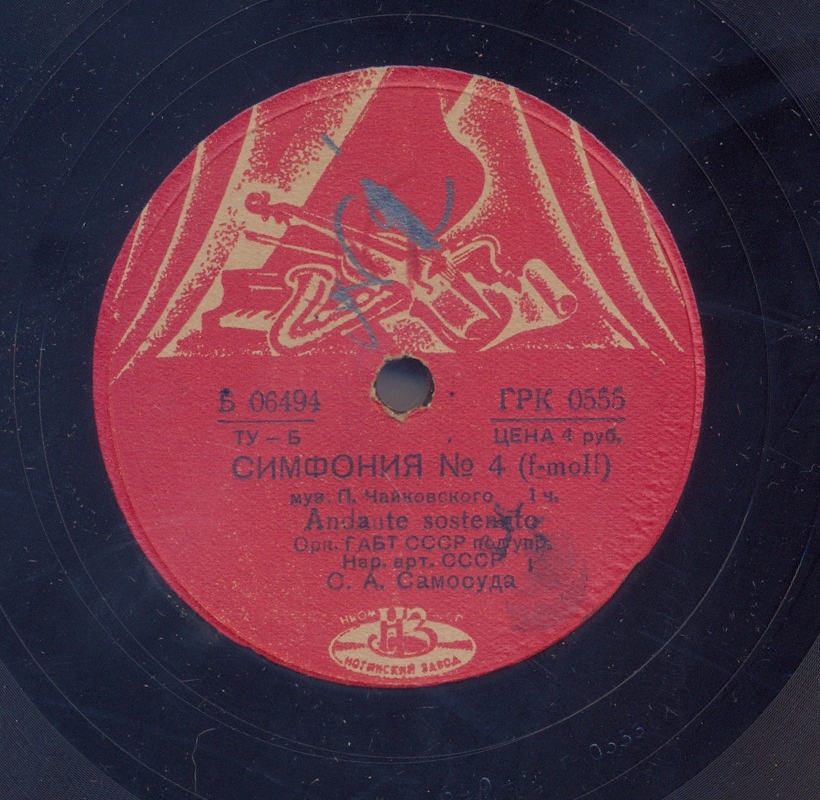 Б 06494 ГРК 0555
ТУ – Б ЦЕНА 4 руб.
СИМФОНИЯ № 4 (f-moll)
муз. П. Чайковского 1 ч.
Andante sostenuto
Орк. ГАБТ СССР п/упр.
Нар. арт. СССР
С. А. Самосуда
НЗ
НОГИНСКИЙ ЗАВОД